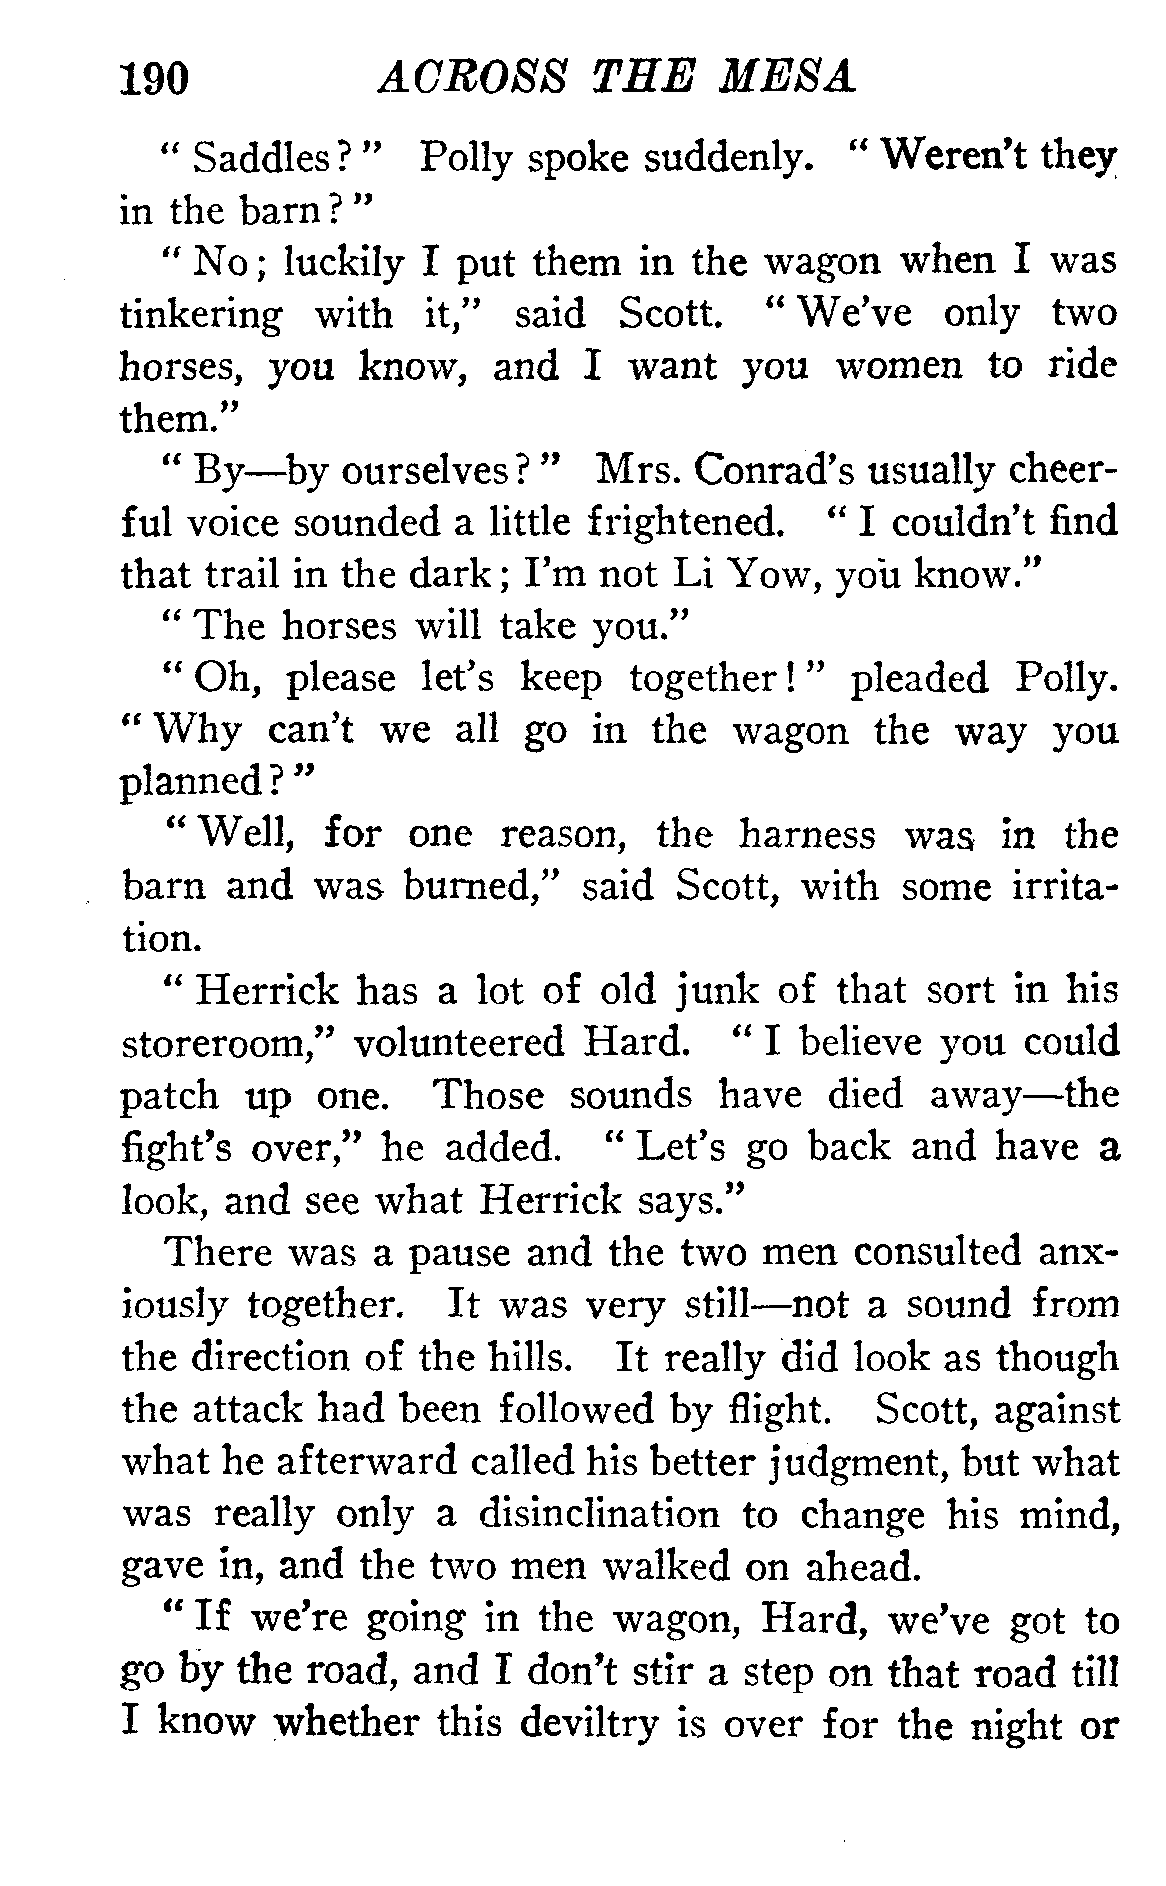 190 ACROSS THE MESA
" Saddles? " Polly spoke suddenly. " Weren't they
in the barn? "
" No; luckily I put them in the wagon when I was
tinkering with it," said Scott. " We've only two
horses, you know, and I want you women to ride
them."
" By—by ourselves? " Mrs. Conrad's usually cheer-
ful voice sounded a little frightened. " I couldn't find
that trail in the dark; I'm not Li Yow, you know."
" The horses will take you."
" Oh, please let's keep together! " pleaded Polly.
" Why can't we all go in the wagon the way you
planned? "
" Well, for one reason, the harness was in the
barn and was burned," said Scott, with some irrita-
tion.
" Herrick has a lot of old junk of that sort in his
storeroom," volunteered Hard. " I believe you could
patch up one. Those sounds have died away—the
fight's over," he added. " Let's go back and have a
look, and see what Herrick says."
There was a pause and the two men consulted anx-
iously together. It was very still—not a sound from
the direction of the hills. It really did look as though
the attack had been followed by flight. Scott, against
what he afterward called his better judgment, but what
was really only a disinclination to change his mind,
gave in, and the two men walked on ahead.
" If we're going in the wagon, Hard, we've got to
go by the road, and I don't stir a step on that road till
I know whether this deviltry is over for the night or